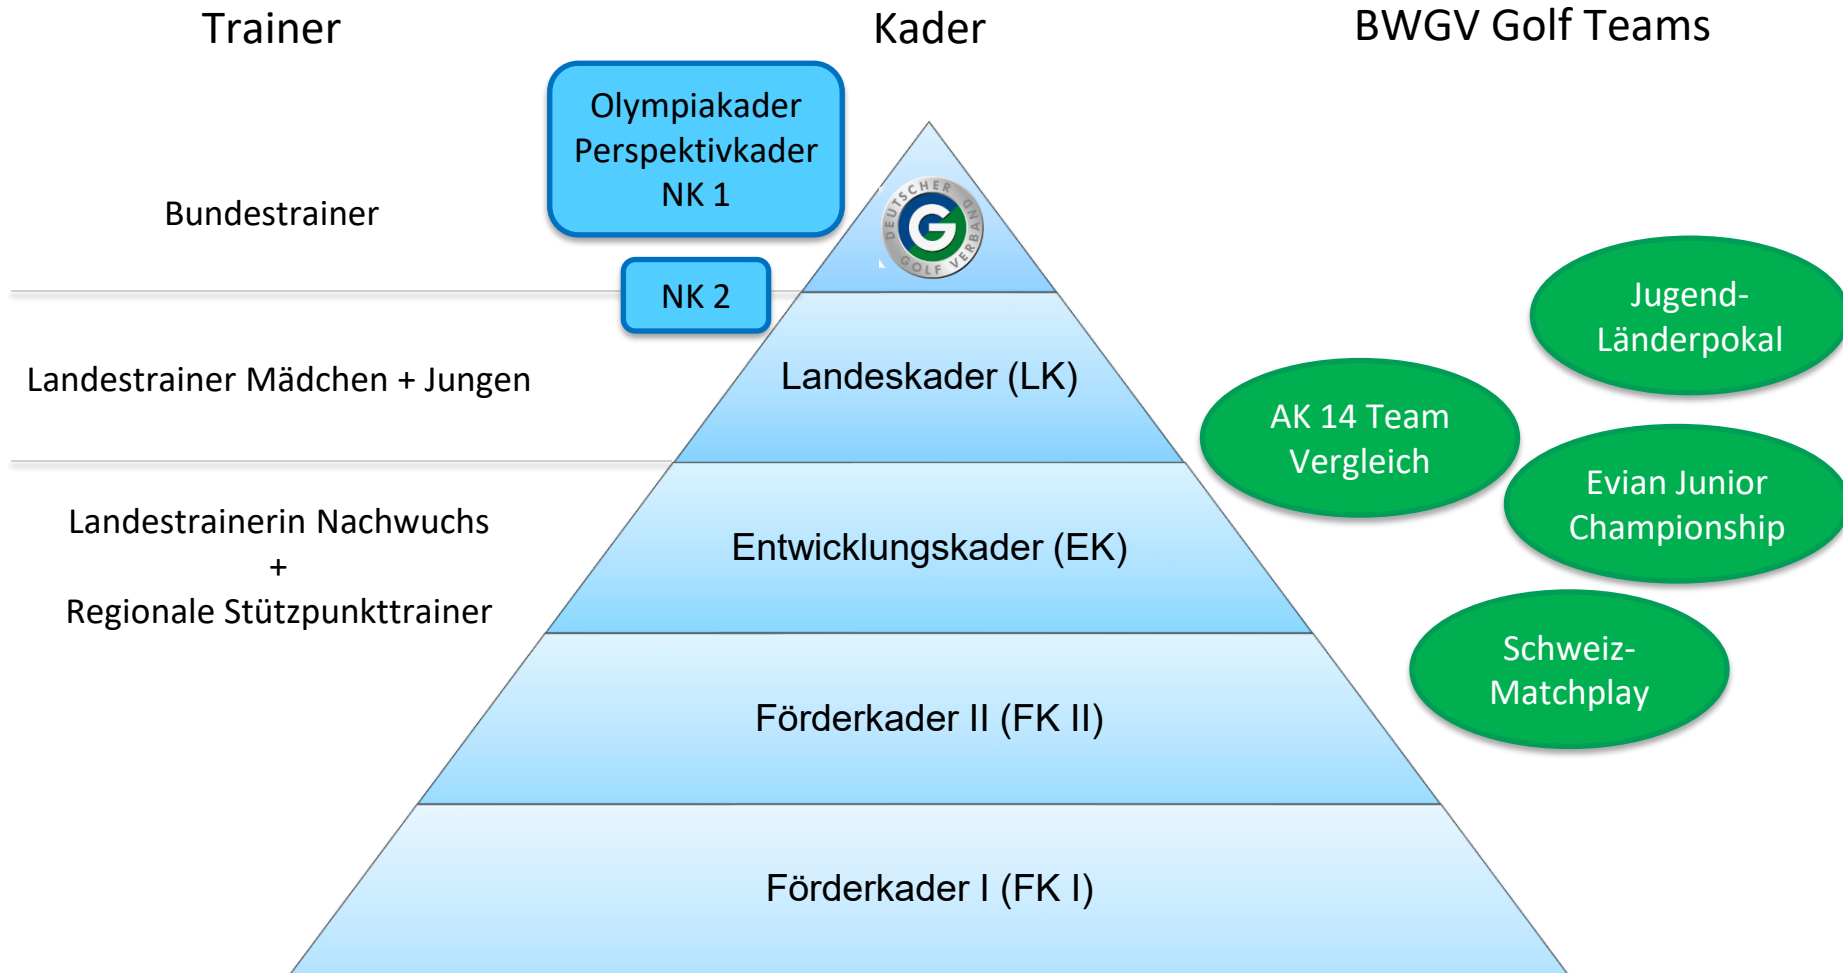 Trainer
Kader
BWGV Golf Teams
Olympiakader
Perspektivkader
NK 1
Bundestrainer
DEUTSCHER
GOLF VERBAND
G
NK 2
Jugend-
Länderpokal
Landestrainer Mädchen + Jungen
Landeskader (LK)
AK 14 Team
Vergleich
Evian Junior
Championship
Landestrainerin Nachwuchs
+
Regionale Stützpunkttrainer
Entwicklungskader (EK)
Schweiz-
Matchplay
Förderkader II (FK II)
Förderkader I (FK I)